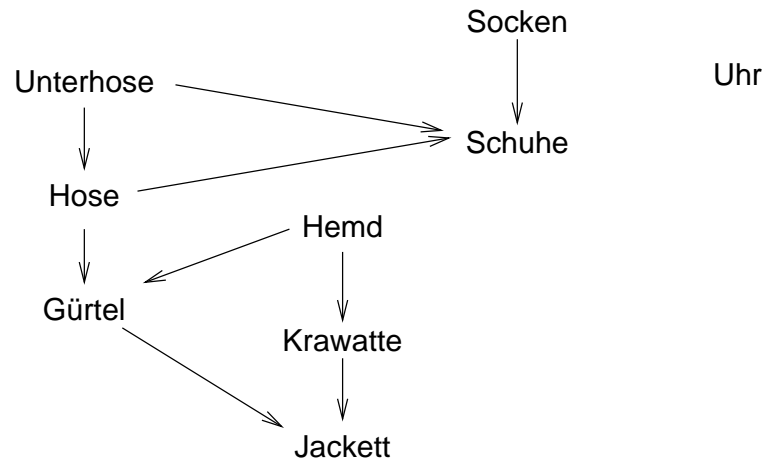 Socken
Unterhose
Uhr
Schuhe
Hose
Hemd
Gürtel
Krawatte
Jackett